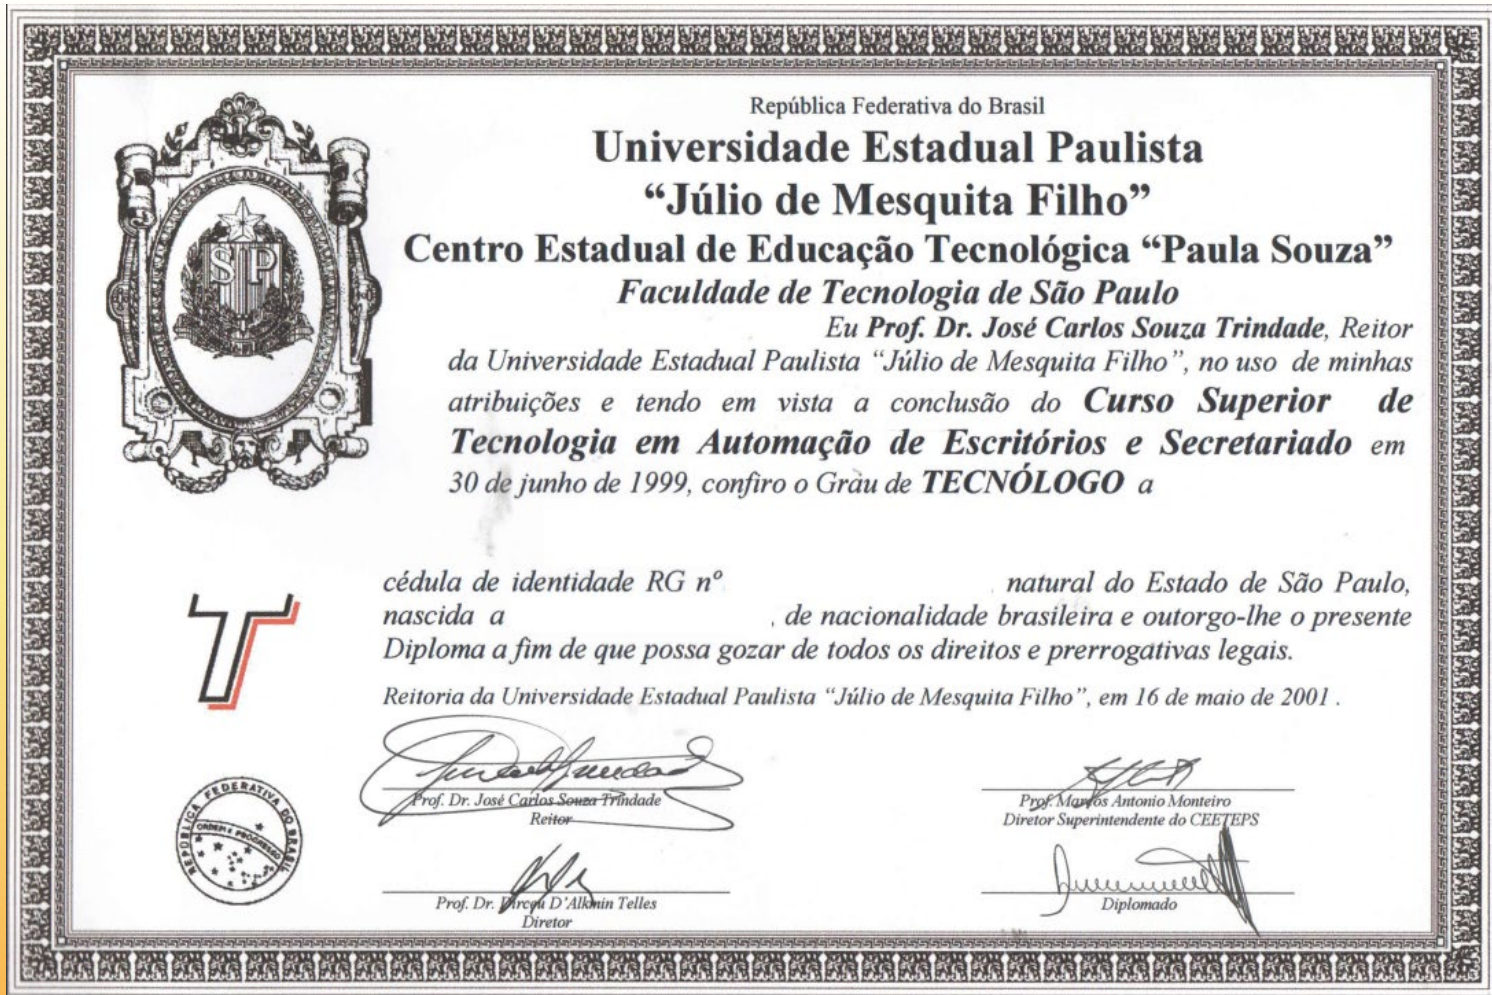 República Federativa do Brasil
Universidade Estadual Paulista
“Júlio de Mesquita Filho”
Centro Estadual de Educação Tecnológica “Paula Souza”
Faculdade de Tecnologia de São Paulo
Eu Prof. Dr. José Carlos Souza Trindade, Reitor
da Universidade Estadual Paulista “Júlio de Mesquita Filho”, no uso de minhas
atribuições e tendo em vista a conclusão do Curso Superior de
Tecnologia em Automação de Escritórios e Secretariado em
30 de junho de 1999, confiro o Grau de TECNÓLOGO a
SP
cédula de identidade RG nº , natural do Estado de São Paulo,
nascida a , de nacionalidade brasileira e outorgo-lhe o presente
Diploma a fim de que possa gozar de todos os direitos e prerrogativas legais.
Reitoria da Universidade Estadual Paulista “Júlio de Mesquita Filho”, em 16 de maio de 2001 .
Prof. Dr. José Carlos Souza Trindade
Reitor
Prof. Marcos Antonio Monteiro
Diretor Superintendente do CEETEPS
REPÚBLICA FEDERATIVA DO BRASIL
ORDEM E PROGRESSO
Prof. Dr. Dirceu D'Alkmin Telles
Diretor
Diplomado